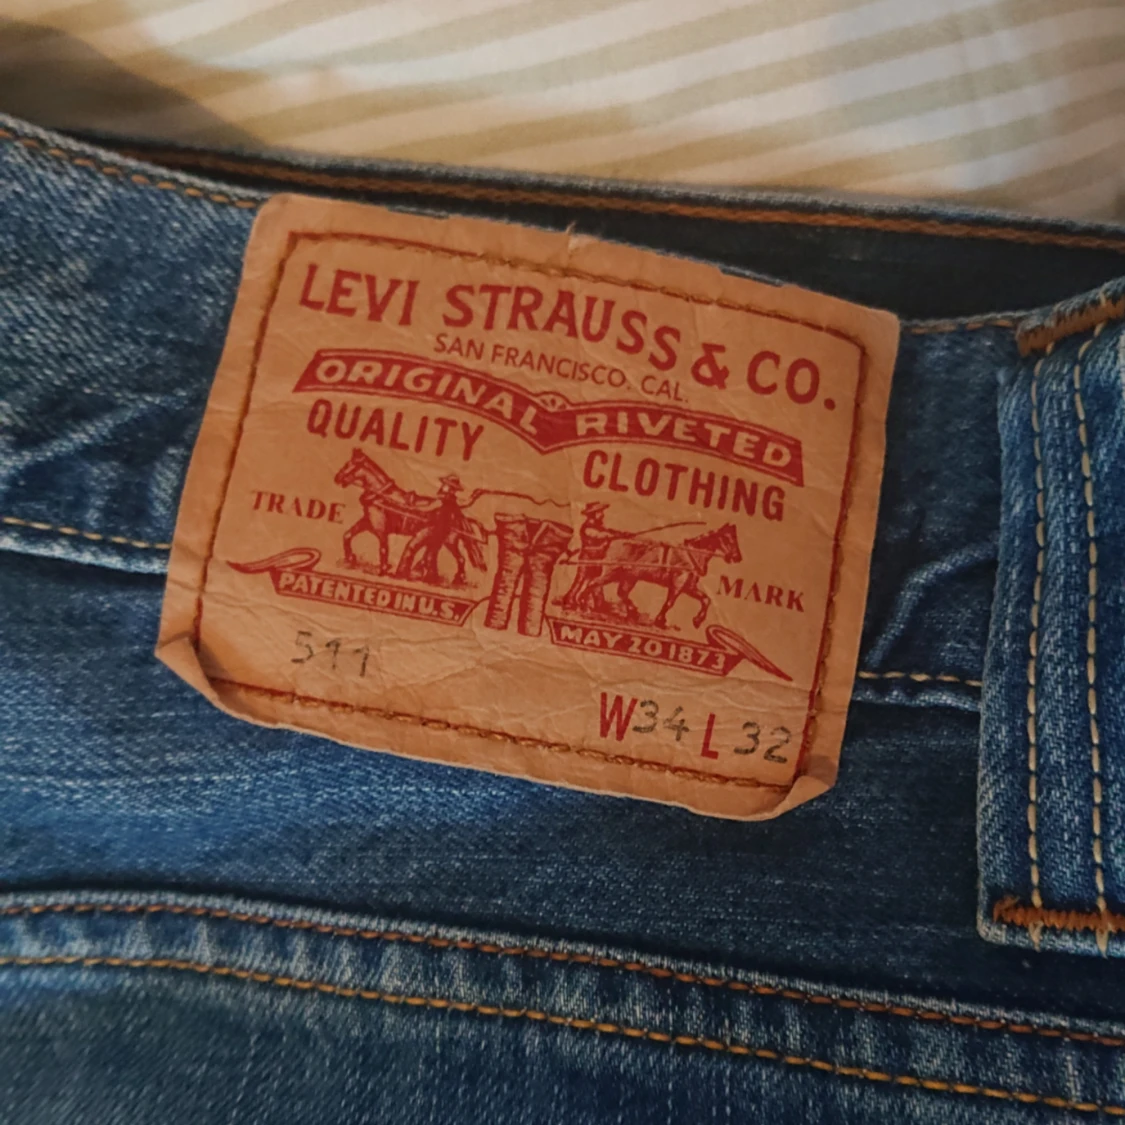 LEVI STRAUSS & CO.
SAN FRANCISCO. CAL.
ORIGINAL RIVETED
QUALITY CLOTHING
TRADE MARK
PATENTED IN U.S. MAY 20 1873
511
W34 L 32